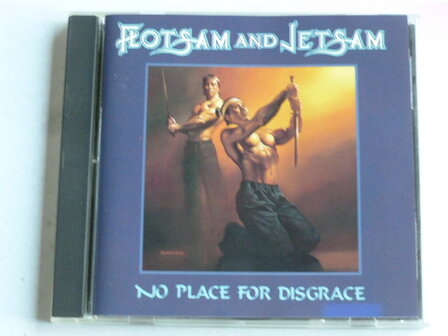 FLOTSAM AND JETSAM
NO PLACE FOR DISGRACE